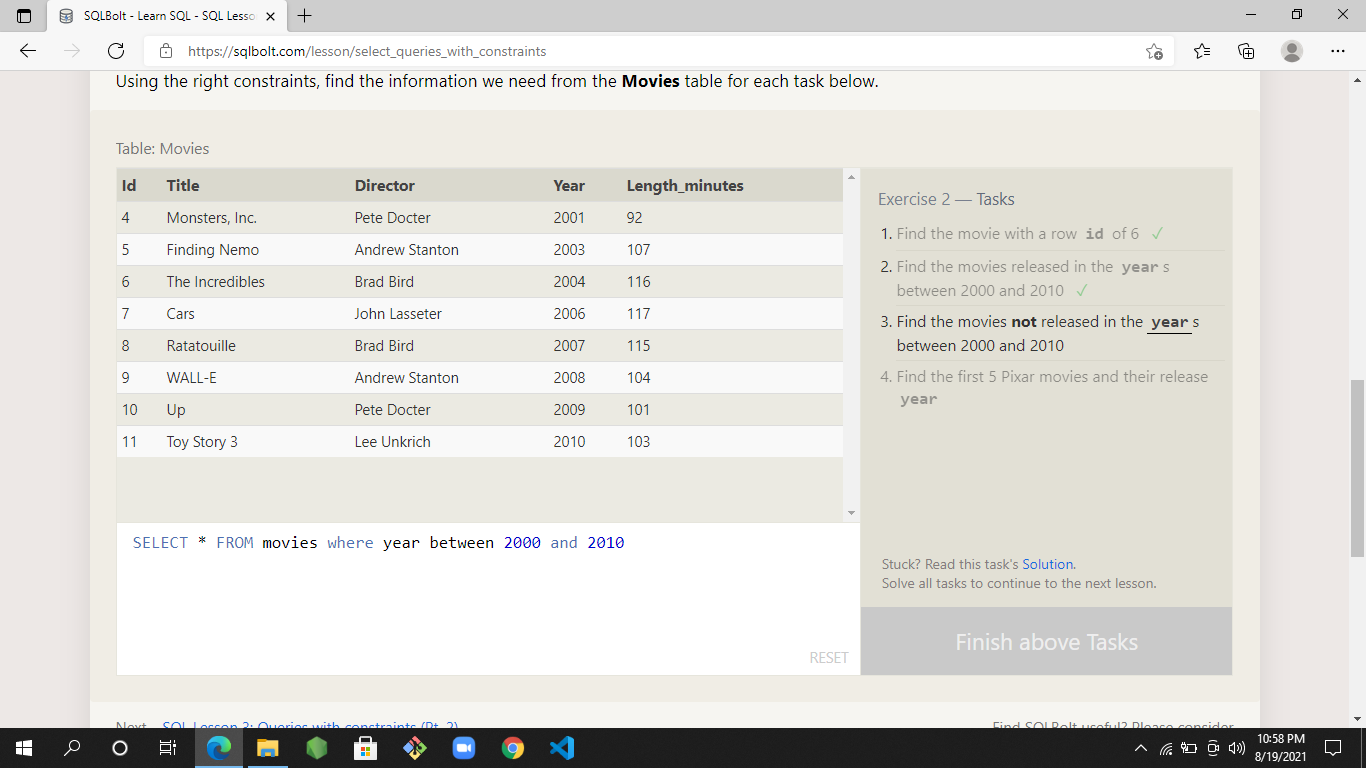 SQLBolt - Learn SQL - SQL Lesso
https://sqlbolt.com/lesson/select_queries_with_constraints
Using the right constraints, find the information we need from the Movies table for each task below.
Table: Movies
Id Title Director Year Length_minutes
4 Monsters, Inc. Pete Docter 2001 92
5 Finding Nemo Andrew Stanton 2003 107
6 The Incredibles Brad Bird 2004 116
7 Cars John Lasseter 2006 117
8 Ratatouille Brad Bird 2007 115
9 WALL-E Andrew Stanton 2008 104
10 Up Pete Docter 2009 101
11 Toy Story 3 Lee Unkrich 2010 103
SELECT * FROM movies where year between 2000 and 2010
RESET
Exercise 2 — Tasks
1. Find the movie with a row id of 6 ✓
2. Find the movies released in the year s
between 2000 and 2010 ✓
3. Find the movies not released in the year s
between 2000 and 2010
4. Find the first 5 Pixar movies and their release
year
Stuck? Read this task's Solution.
Solve all tasks to continue to the next lesson.
Finish above Tasks
Next – SQL Lesson 3: Queries with constraints (Pt. 2)
Find SQLBolt useful? Please consider
10:58 PM
8/19/2021